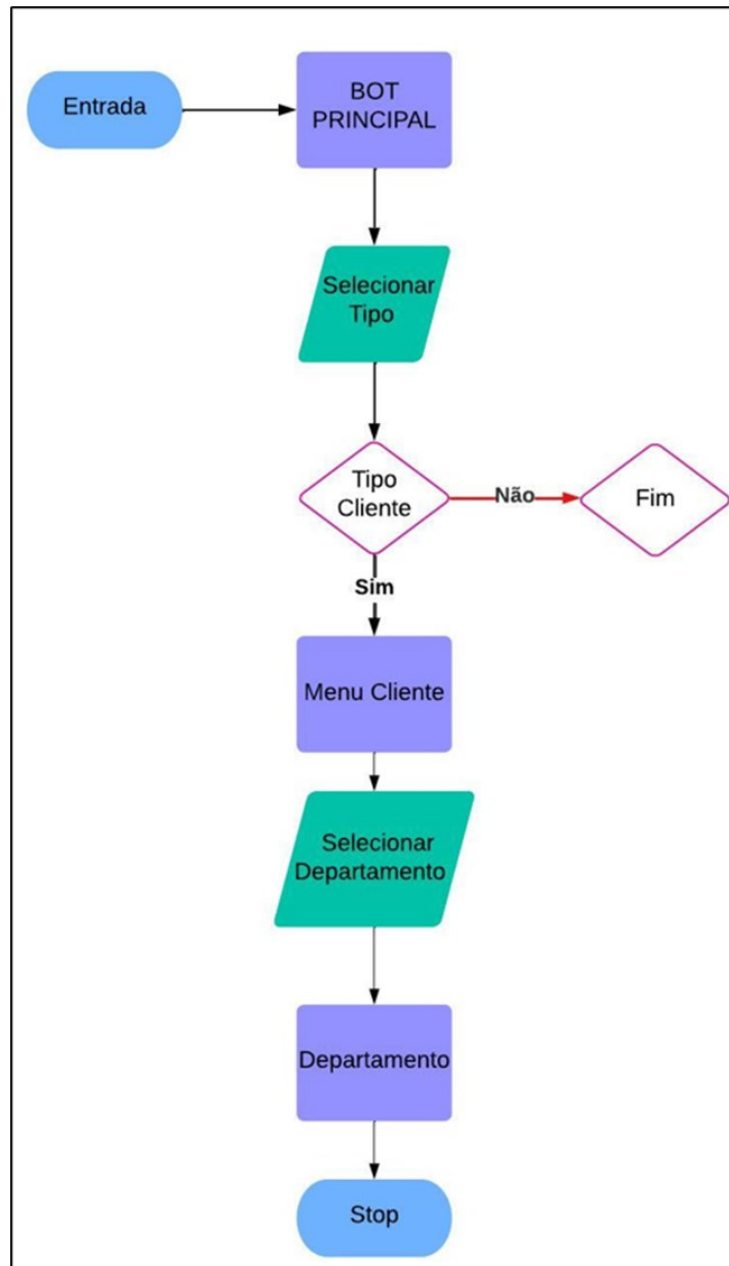 Entrada
BOT
PRINCIPAL
Selecionar
Tipo
Tipo
Cliente
Não
Fim
Sim
Menu Cliente
Selecionar
Departamento
Departamento
Stop